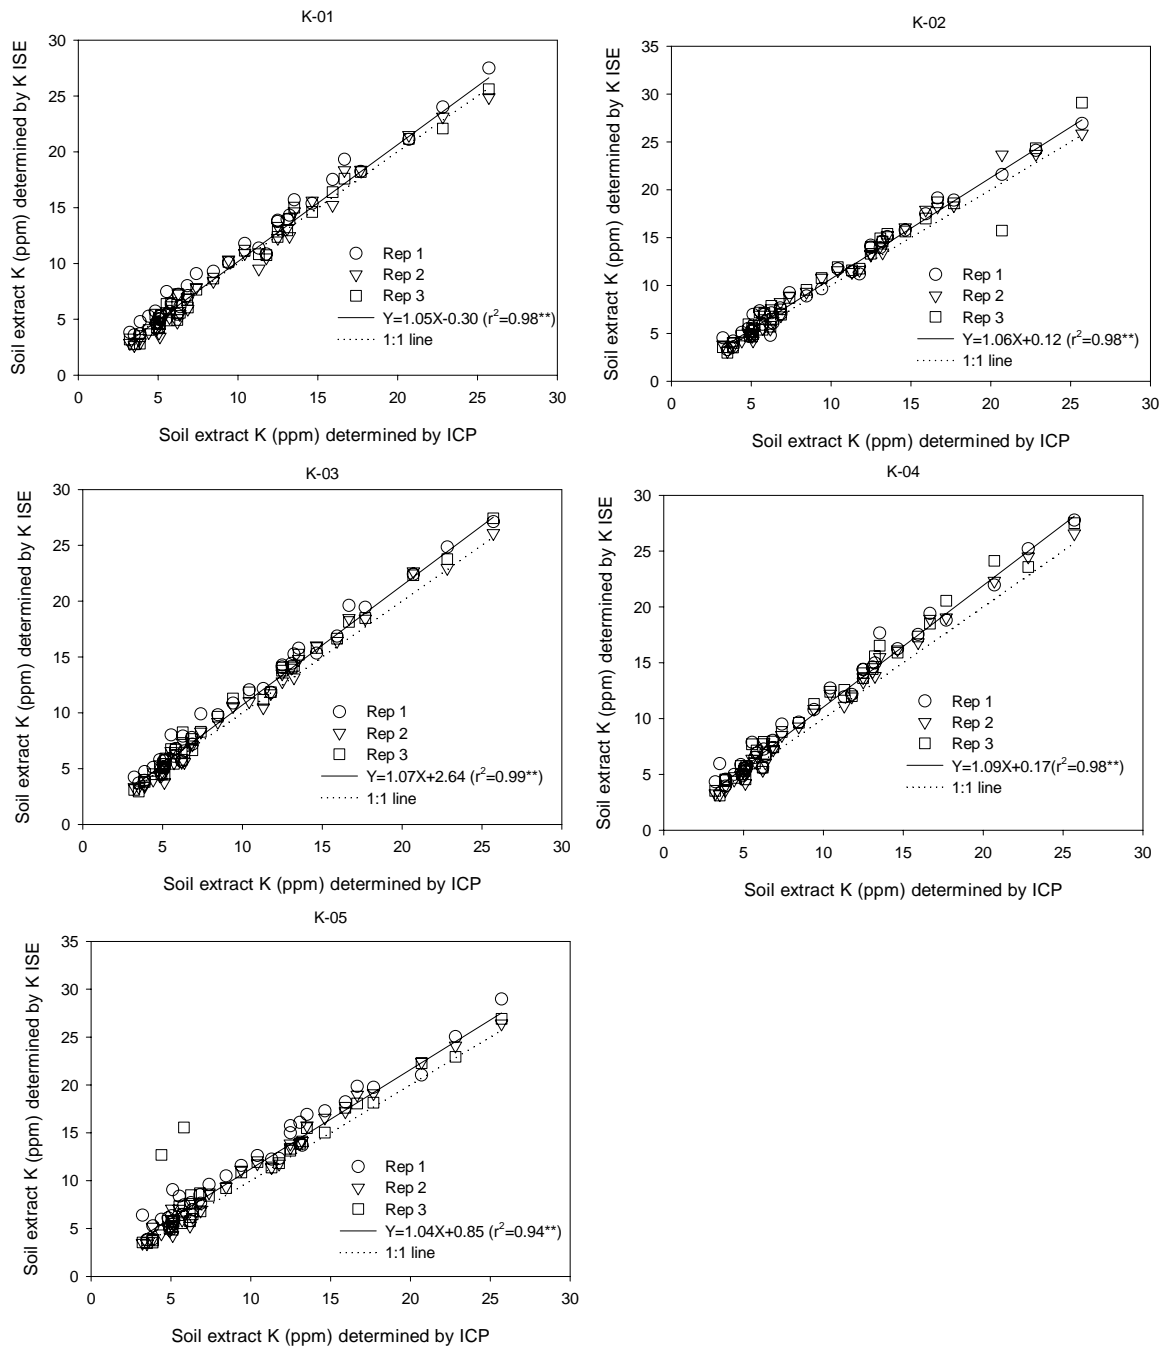 K-01
Soil extract K (ppm) determined by K ISE
30
25
20
15
10
5
0
Rep 1
Rep 2
Rep 3
Y=1.05X-0.30 (r²=0.98**)
1:1 line
0 5 10 15 20 25 30
Soil extract K (ppm) determined by ICP
K-02
Soil extract K (ppm) determined by K ISE
35
30
25
20
15
10
5
0
Rep 1
Rep 2
Rep 3
Y=1.06X+0.12 (r²=0.98**)
1:1 line
0 5 10 15 20 25 30
Soil extract K (ppm) determined by ICP
K-03
Soil extract K (ppm) determined by K ISE
30
25
20
15
10
5
0
Rep 1
Rep 2
Rep 3
Y=1.07X+2.64 (r²=0.99**)
1:1 line
0 5 10 15 20 25 30
Soil extract K (ppm) determined by ICP
K-04
Soil extract K (ppm) determined by K ISE
30
25
20
15
10
5
0
Rep 1
Rep 2
Rep 3
Y=1.09X+0.17(r²=0.98**)
1:1 line
0 5 10 15 20 25 30
Soil extract K (ppm) determined by ICP
K-05
Soil extract K (ppm) determined by K ISE
35
30
25
20
15
10
5
0
Rep 1
Rep 2
Rep 3
Y=1.04X+0.85 (r²=0.94**)
1:1 line
0 5 10 15 20 25 30
Soil extract K (ppm) determined by ICP